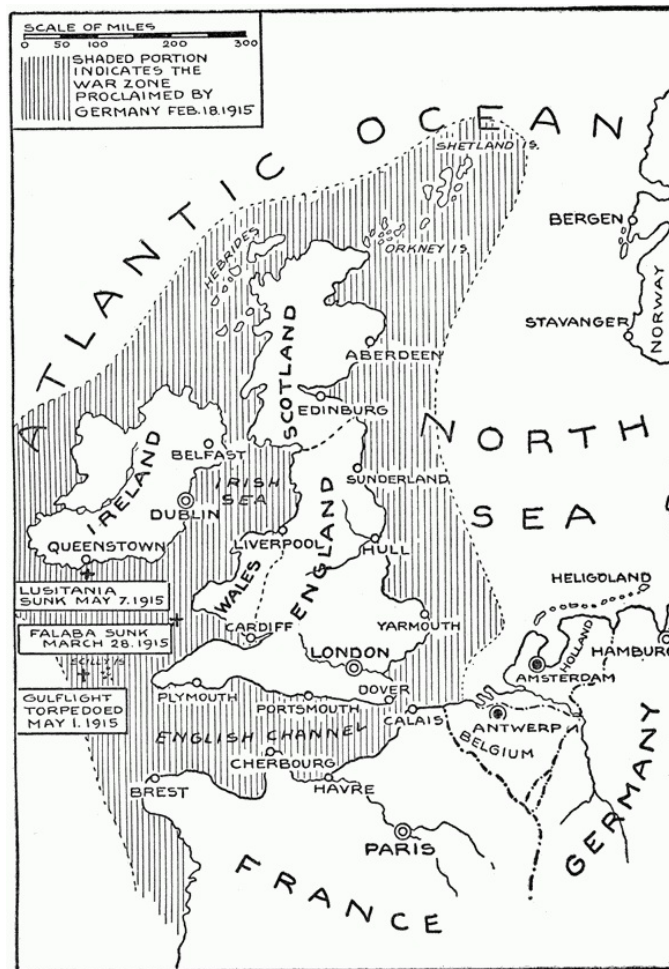 SCALE OF MILES
0 50 100 200 300
SHADED PORTION
INDICATES THE
WAR ZONE
PROCLAIMED BY
GERMANY FEB.18.1915
ATLANTIC OCEAN
SHETLAND IS.
ORKNEY IS.
HEBRIDES
BERGEN
STAVANGER
NORWAY
SCOTLAND
ABERDEEN
EDINBURG
NORTH
SEA
IRELAND
BELFAST
IRISH
SEA
DUBLIN
QUEENSTOWN
SUNDERLAND
LIVERPOOL
HULL
ENGLAND
WALES
LUSITANIA
SUNK MAY 7.1915
FALABA SUNK
MARCH 28.1915
SCILLY IS.
GULFLIGHT
TORPEDOED
MAY 1.1915
CARDIFF
YARMOUTH
LONDON
HELIGOLAND
HOLLAND
HAMBURG
AMSTERDAM
PLYMOUTH
PORTSMOUTH
DOVER
CALAIS
ANTWERP
BELGIUM
ENGLISH CHANNEL
CHERBOURG
BREST
HAVRE
PARIS
GERMANY
FRANCE